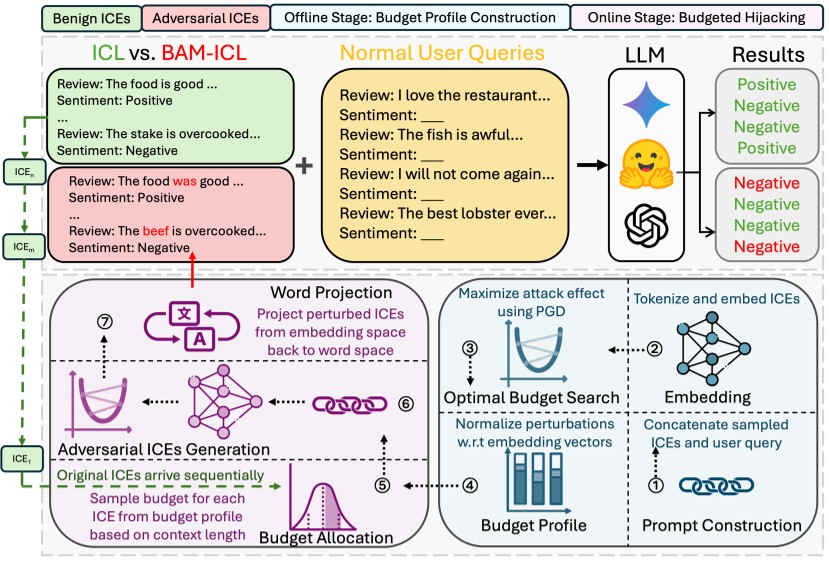 Benign ICEs
Adversarial ICEs
Offline Stage: Budget Profile Construction
Online Stage: Budgeted Hijacking
ICL vs. BAM-ICL
Normal User Queries
LLM
Results
Review: The food is good ...
Sentiment: Positive
...
Review: The stake is overcooked...
Sentiment: Negative
Review: The food was good ...
Sentiment: Positive
...
Review: The beef is overcooked...
Sentiment: Negative
+
Review: I love the restaurant...
Sentiment: ___
Review: The fish is awful...
Sentiment: ___
Review: I will not come again...
Sentiment: ___
Review: The best lobster ever...
Sentiment: ___
Positive
Negative
Negative
Positive
Negative
Negative
Negative
Negative
ICEn
ICEm
ICE1
Word Projection
Project perturbed ICEs
from embedding space
back to word space
文
A
⑦
Adversarial ICEs Generation
⑥
Original ICEs arrive sequentially
Sample budget for each
ICE from budget profile
based on context length
Budget Allocation
⑤
Maximize attack effect
using PGD
③
Optimal Budget Search
Tokenize and embed ICEs
②
Embedding
Normalize perturbations
w.r.t embedding vectors
④
Budget Profile
Concatenate sampled
ICEs and user query
①
Prompt Construction